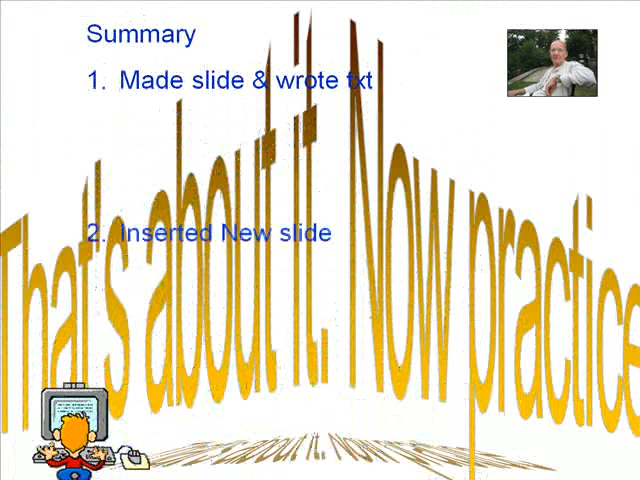 Summary
1. Made slide & wrote txt
2. Inserted New slide
That's about it. Now practice